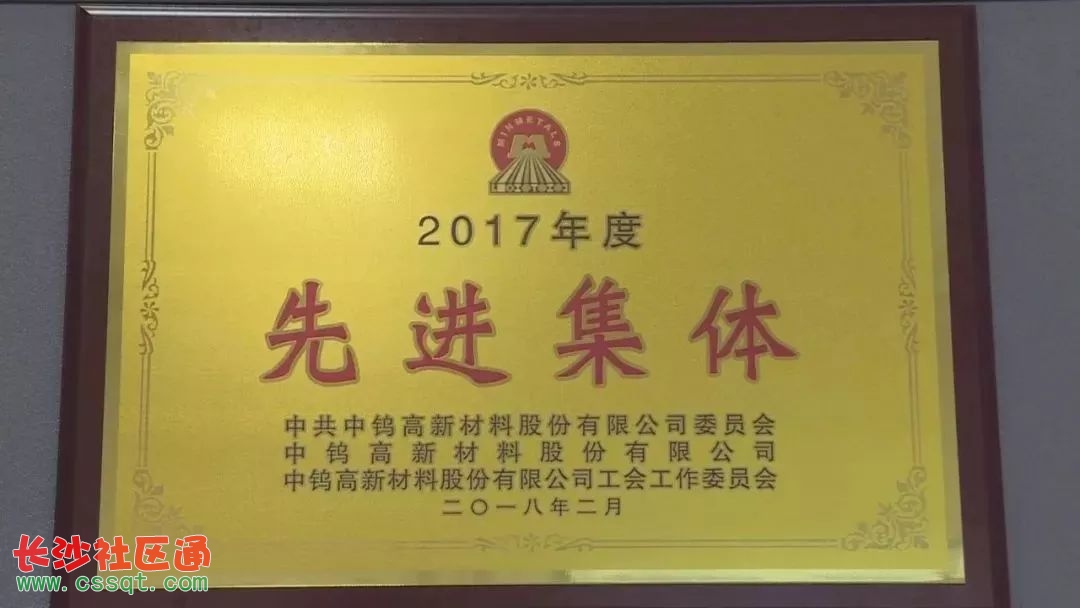 MINMETALS
2017年度
先进集体
中共中钨高新材料股份有限公司委员会
中钨高新材料股份有限公司
中钨高新材料股份有限公司工会工作委员会
二〇一八年二月
长沙社区通
www.cssqt.com